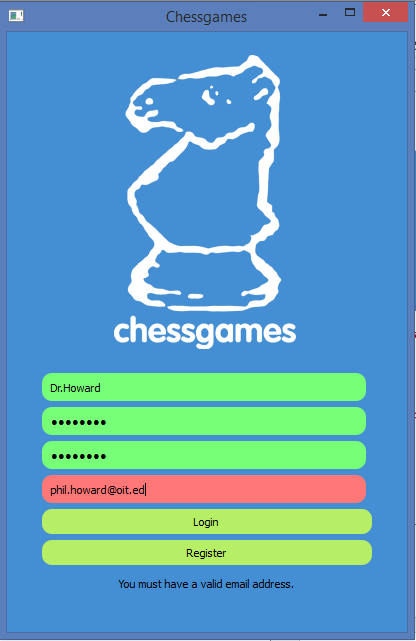 Chessgames
chessgames
Dr.Howard
●●●●●●●●
●●●●●●●●
phil.howard@oit.ed
Login
Register
You must have a valid email address.